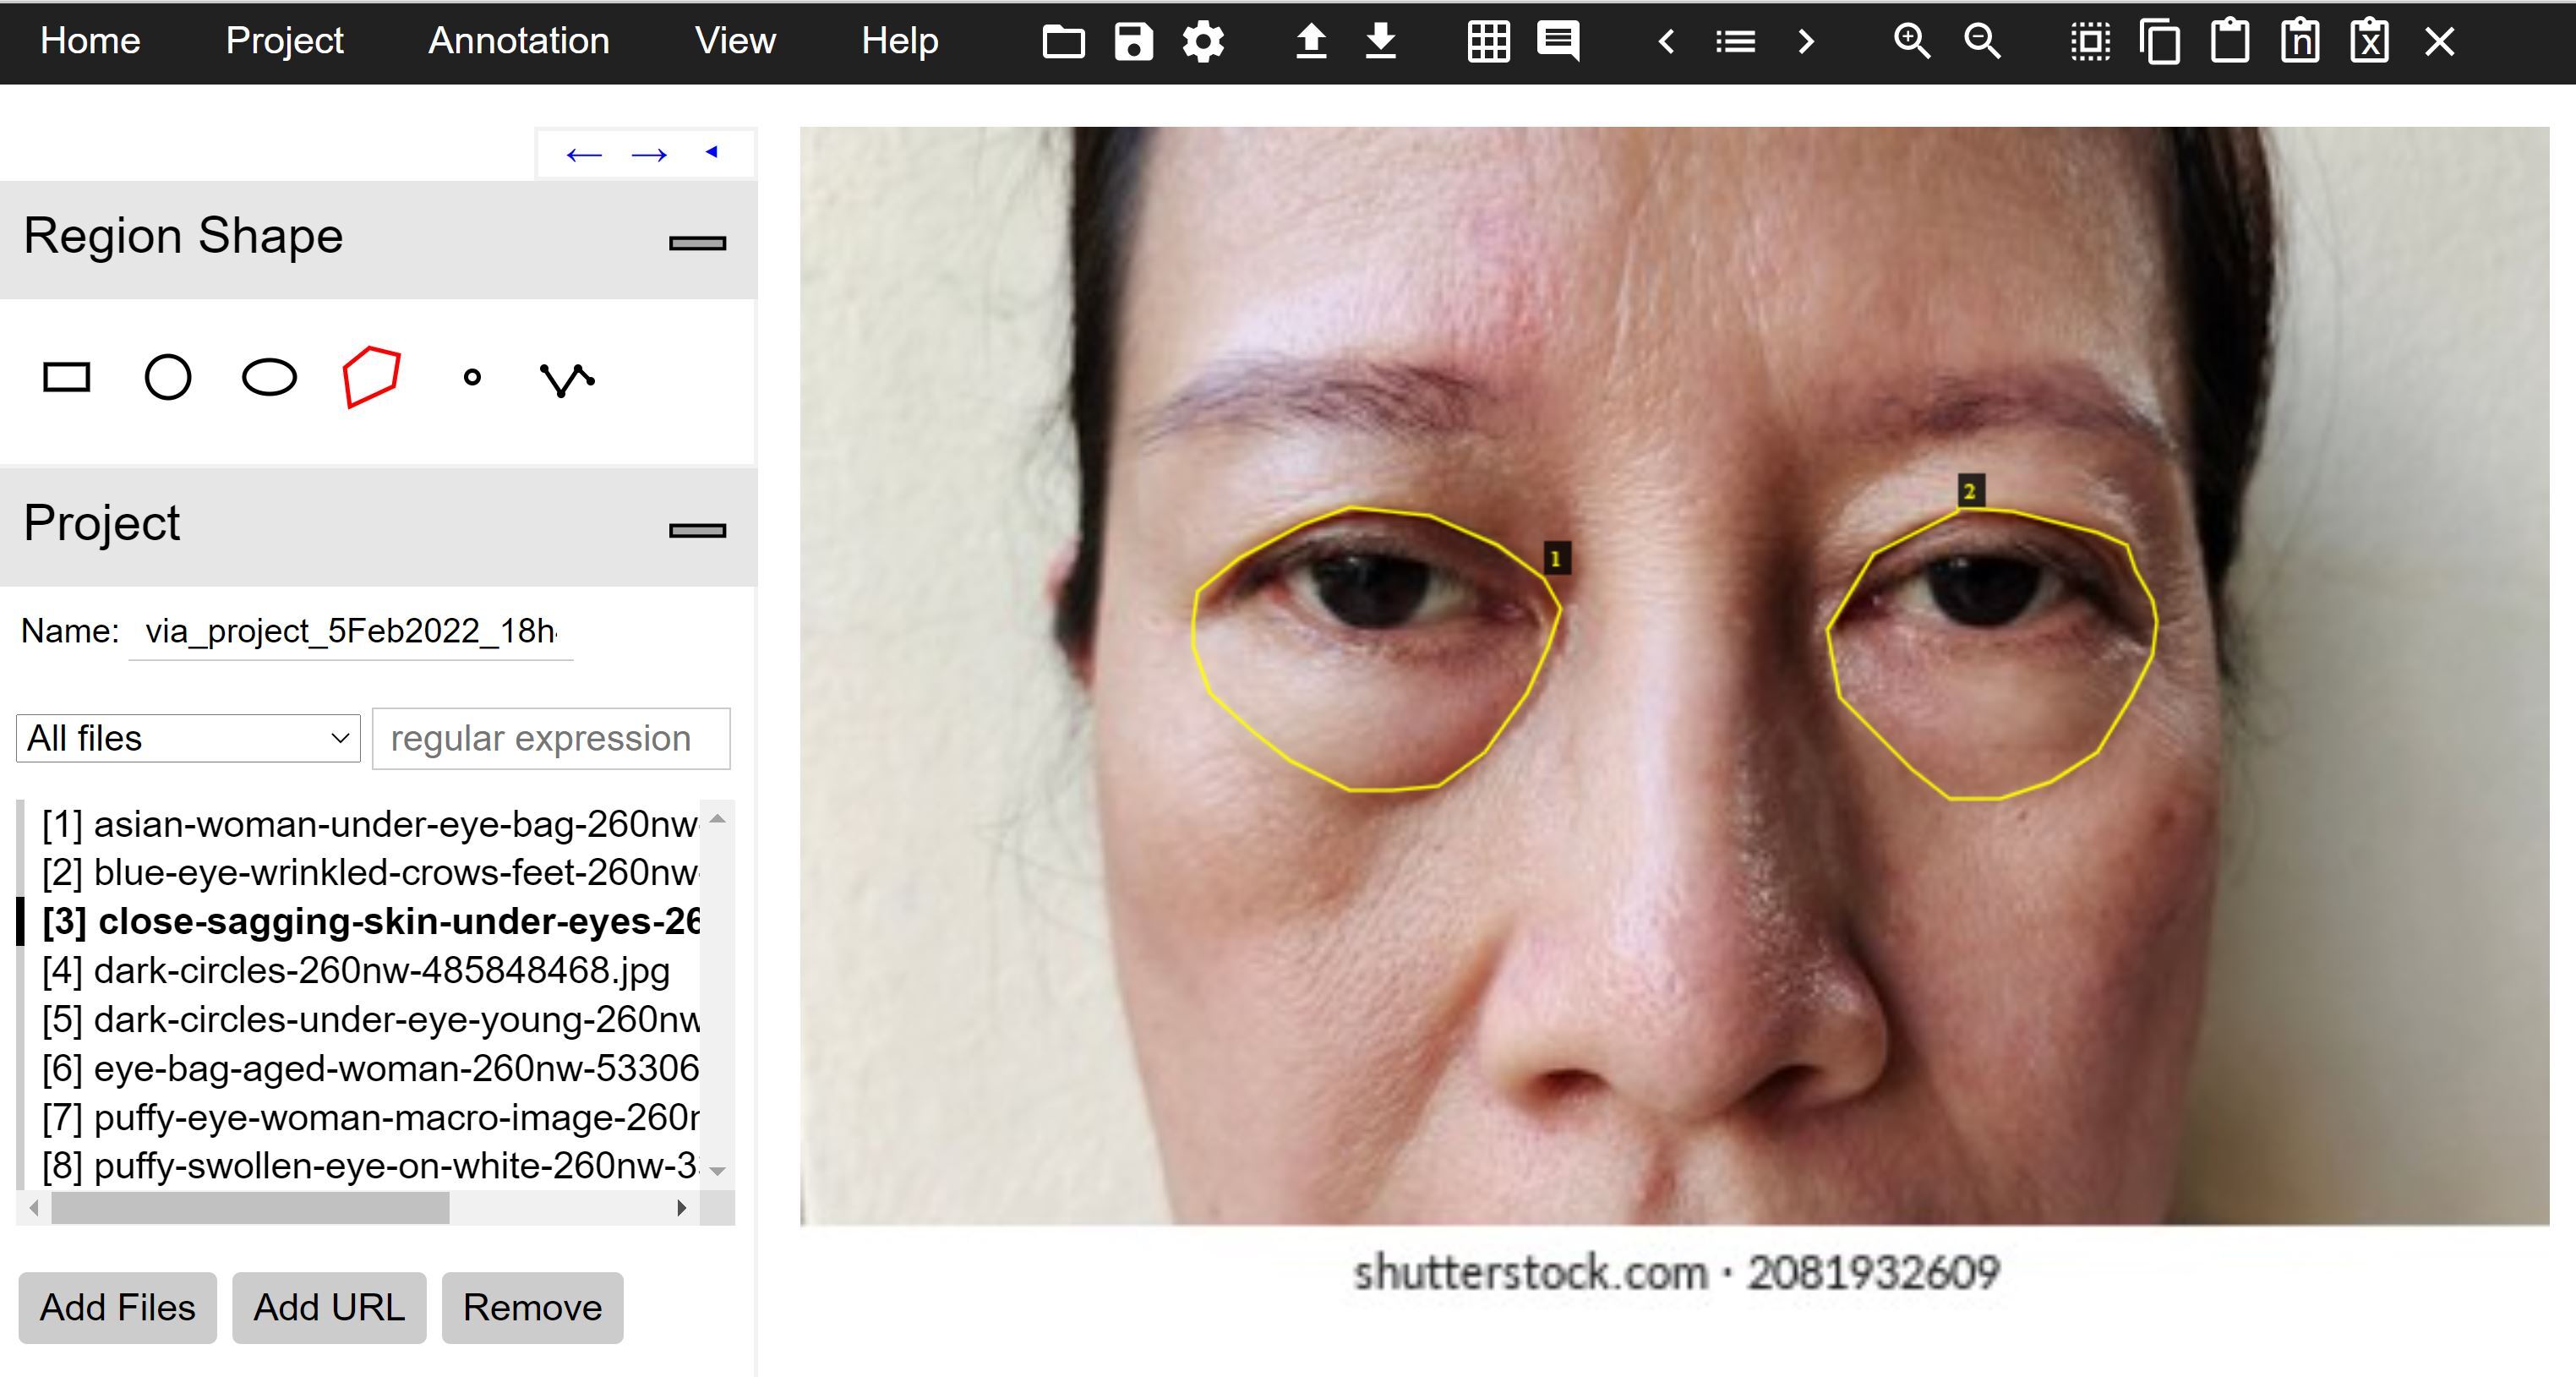 Home Project Annotation View Help
n x
Region Shape
Project
Name: via_project_5Feb2022_18h
All files regular expression
[1] asian-woman-under-eye-bag-260nw-
[2] blue-eye-wrinkled-crows-feet-260nw-
[3] close-sagging-skin-under-eyes-26
[4] dark-circles-260nw-485848468.jpg
[5] dark-circles-under-eye-young-260nw
[6] eye-bag-aged-woman-260nw-53306
[7] puffy-eye-woman-macro-image-260n
[8] puffy-swollen-eye-on-white-260nw-3
Add Files Add URL Remove
2
1
shutterstock.com · 2081932609